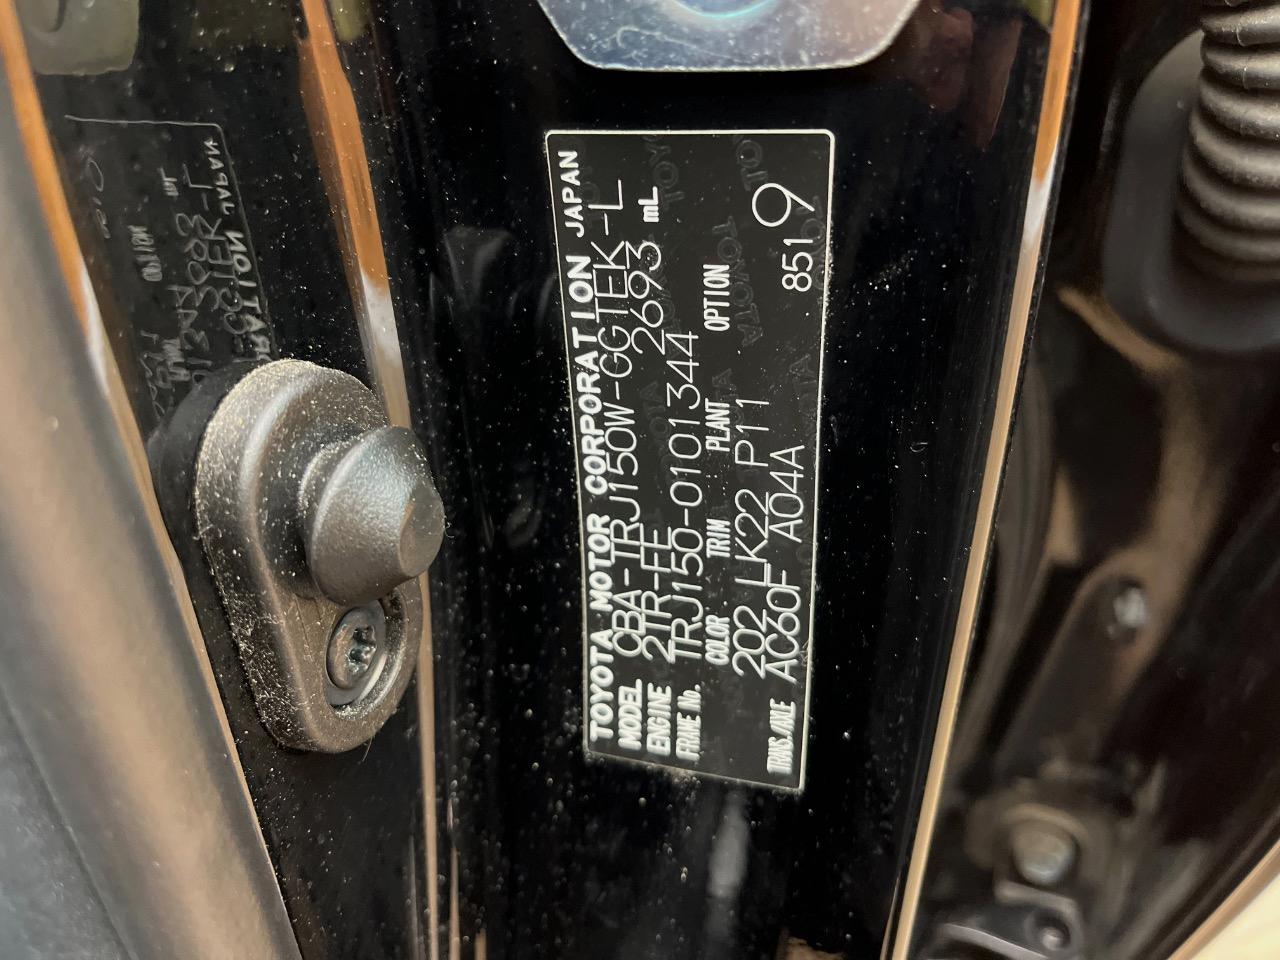 TOYOTA MOTOR CORPORATION JAPAN
MODEL CBA-TRJ150W-GGTEK-L
ENGINE 2TR-FE 2693 mL
FRAME No. TRJ150-0101344
COLOR TRIM PLANT OPTION
202 LK22 P11
TRANS./AXLE AC60F A04A 8519